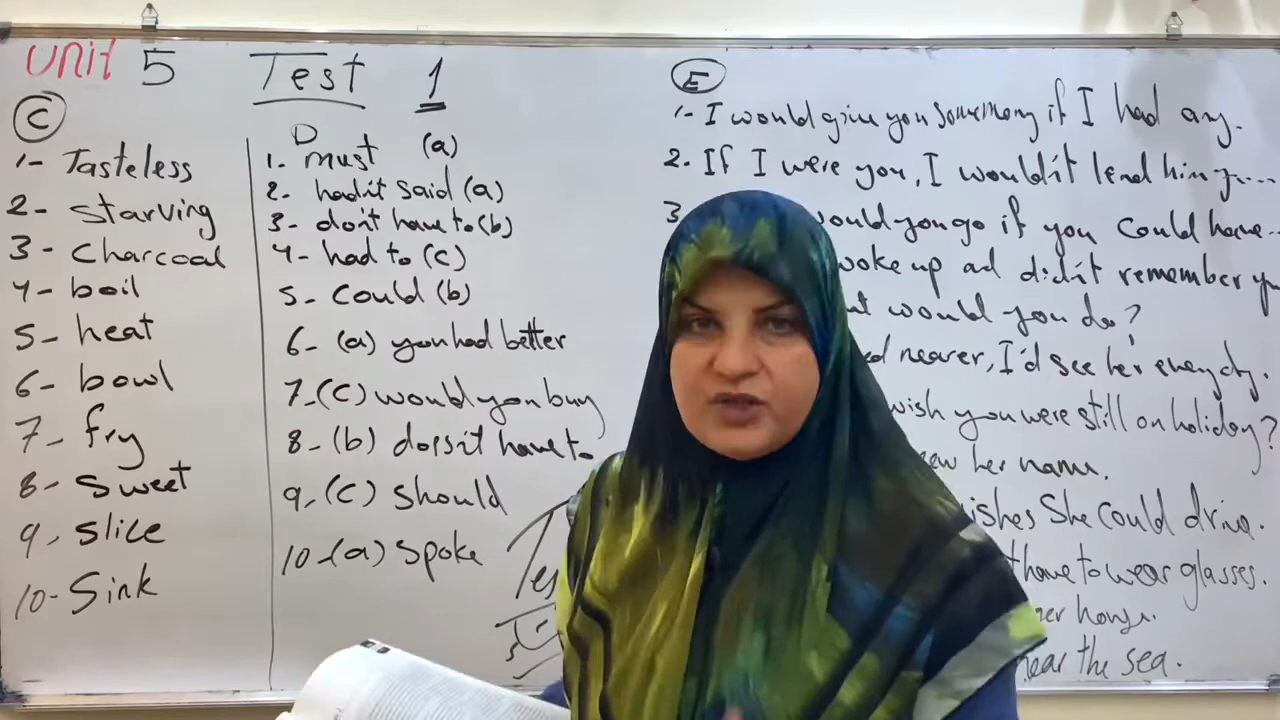 Unit 5 Test 1
C
1- Tasteless
2- starving
3- Charcoal
4- boil
5- heat
6- bowl
7- fry
8- sweet
9, slice
10- Sink
D
1. must (a)
2- hadn't said (a)
3- don't have to (b)
4- had to (c)
5- Could (b)
6- (a) you had better
7- (c) would you buy
8- (b) doesn't have to
9, (c) should
10- (a) spoke
E
1- I would give you some money if I had any.
2. If I were you, I wouldn't lend him
3 would you go if you could have
woke up and didn't remember
would you do?
nearer, I'd see her every day.
wish you were still on holiday?
her name.
wishes She could drive.
have to wear glasses.
her house.
near the sea.